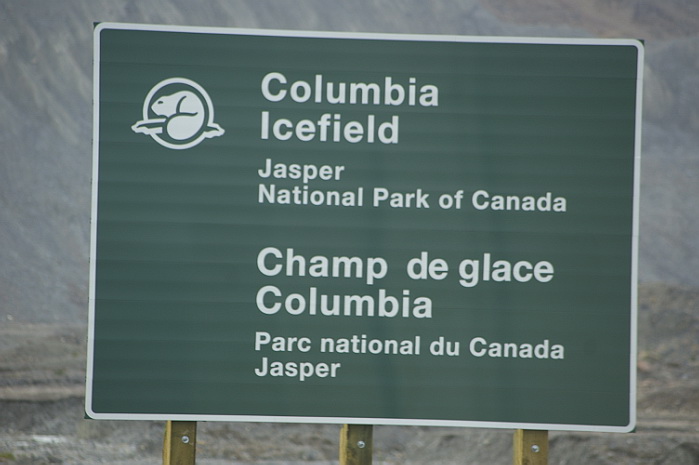 Columbia
Icefield
Jasper
National Park of Canada
Champ de glace
Columbia
Parc national du Canada
Jasper